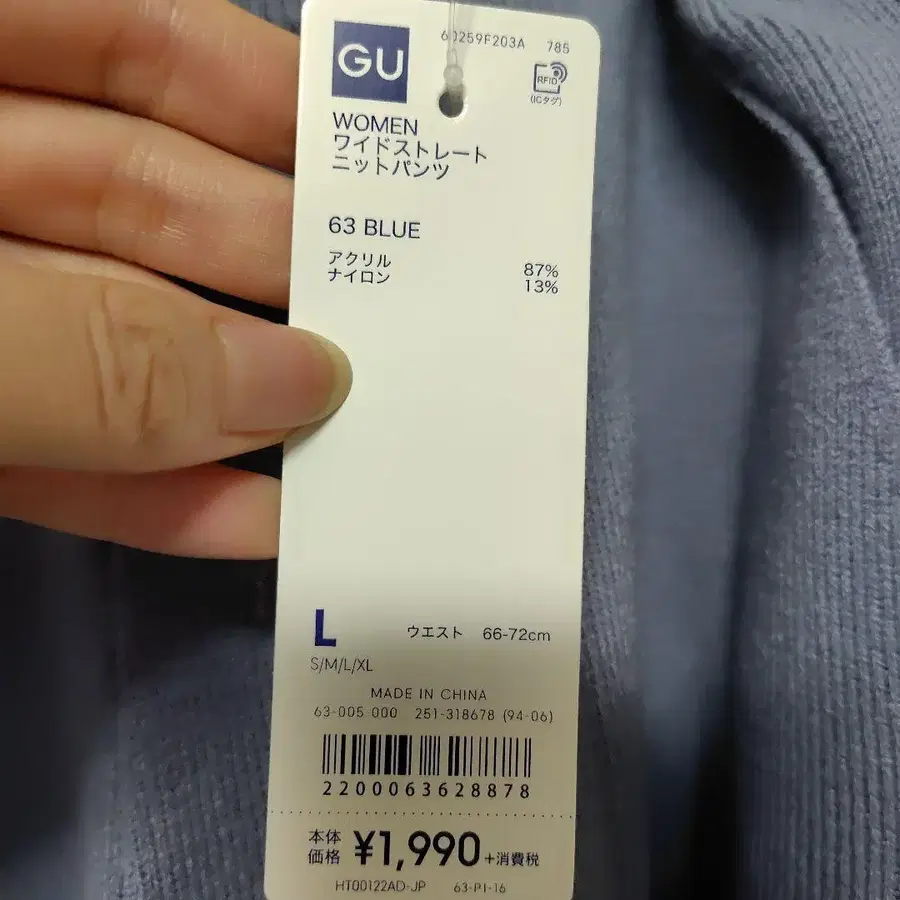 GU
60259F203A 785
RFID
(ICタグ)
WOMEN
ワイドストレート
ニットパンツ
63 BLUE
アクリル 87%
ナイロン 13%
L ウエスト 66-72cm
S/M/L/XL
MADE IN CHINA
63-005-000 251-318678 (94-06)
2200063628878
本体価格 ¥1,990 +消費税
HT00122AD-JP 63-P1-16